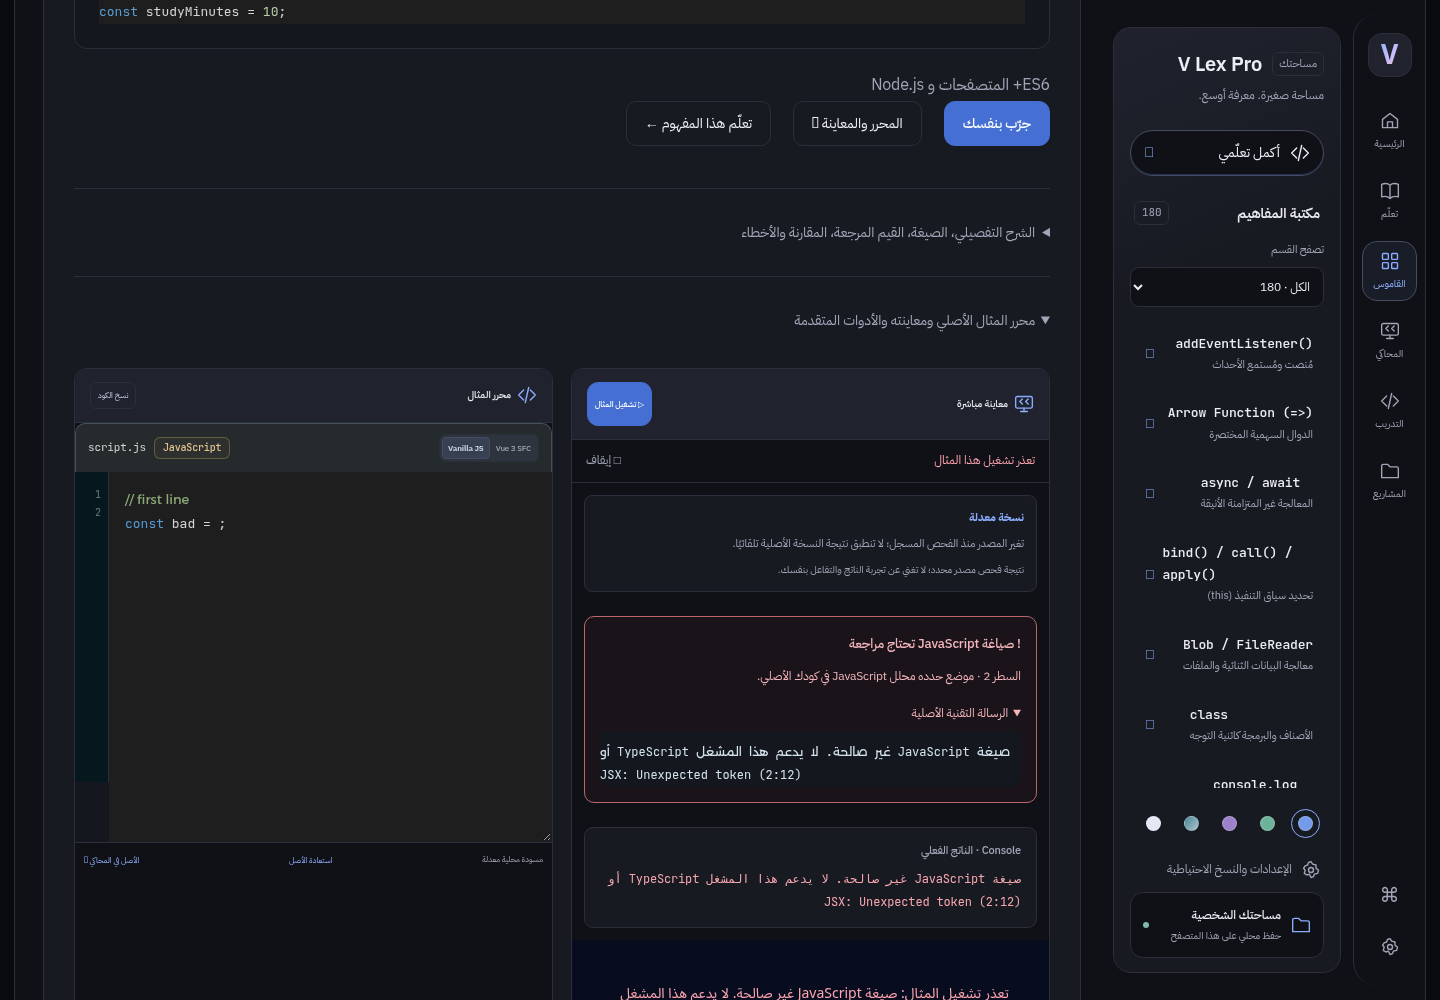 V
الرئيسية
تعلّم
القاموس
المحاكي
التدريب
المشاريع
V Lex Pro
مساحتك
مساحة صغيرة. معرفة أوسع.
أكمل تعلّمي
مكتبة المفاهيم
180
تصفح القسم
الكل · 180
addEventListener()
مُنصت ومُستمع الأحداث
Arrow Function (=>)
الدوال السهمية المختصرة
async / await
المعالجة غير المتزامنة الأنيقة
bind() / call() /
apply()
تحديد سياق التنفيذ (this)
Blob / FileReader
معالجة البيانات الثنائية والملفات
class
الأصناف والبرمجة كائنية التوجه
console.log
الإعدادات والنسخ الاحتياطية
مساحتك الشخصية
حفظ محلي على هذا المتصفح
const studyMinutes = 10;
ES6+ المتصفحات و Node.js
جرّب بنفسك
المحرر والمعاينة
تعلّم هذا المفهوم ←
الشرح التفصيلي، الصيغة، القيم المرجعة، المقارنة والأخطاء
محرر المثال الأصلي ومعاينته والأدوات المتقدمة
معاينة مباشرة
▷ تشغيل المثال
تعذر تشغيل هذا المثال
□ إيقاف
نسخة معدلة
تغير المصدر منذ الفحص المسجل؛ لا تنطبق نتيجة النسخة الأصلية تلقائيًا.
نتيجة فحص مصدر محدد؛ لا تغني عن تجربة الناتج والتفاعل بنفسك.
! صياغة JavaScript تحتاج مراجعة
السطر 2 · موضع حدده محلل JavaScript في كودك الأصلي.
الرسالة التقنية الأصلية
صيغة JavaScript غير صالحة. لا يدعم هذا المشغل TypeScript أو
JSX: Unexpected token (2:12)
Console · الناتج الفعلي
صيغة JavaScript غير صالحة. لا يدعم هذا المشغل TypeScript أو
JSX: Unexpected token (2:12)
تعذر تشغيل المثال: صيغة JavaScript غير صالحة. لا يدعم هذا المشغل
محرر المثال
نسخ الكود
script.js
JavaScript
Vanilla JS
Vue 3 SFC
1
// first line
2
const bad = ;
مسودة محلية معدلة
استعادة الأصل
الأصل في المحاكي